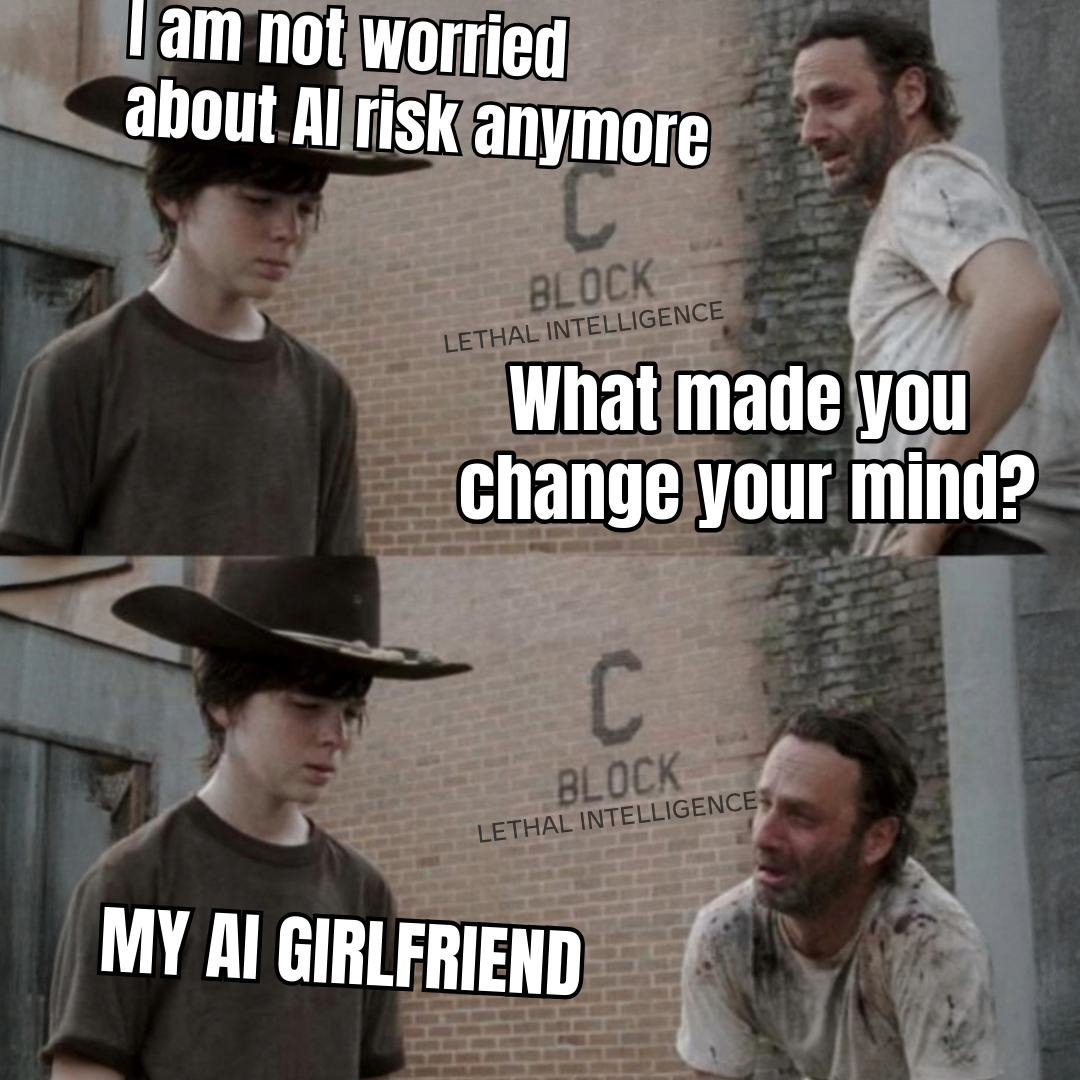 I am not worried
about AI risk anymore
C
BLOCK
LETHAL INTELLIGENCE
What made you
change your mind?
C
BLOCK
LETHAL INTELLIGENCE
MY AI GIRLFRIEND